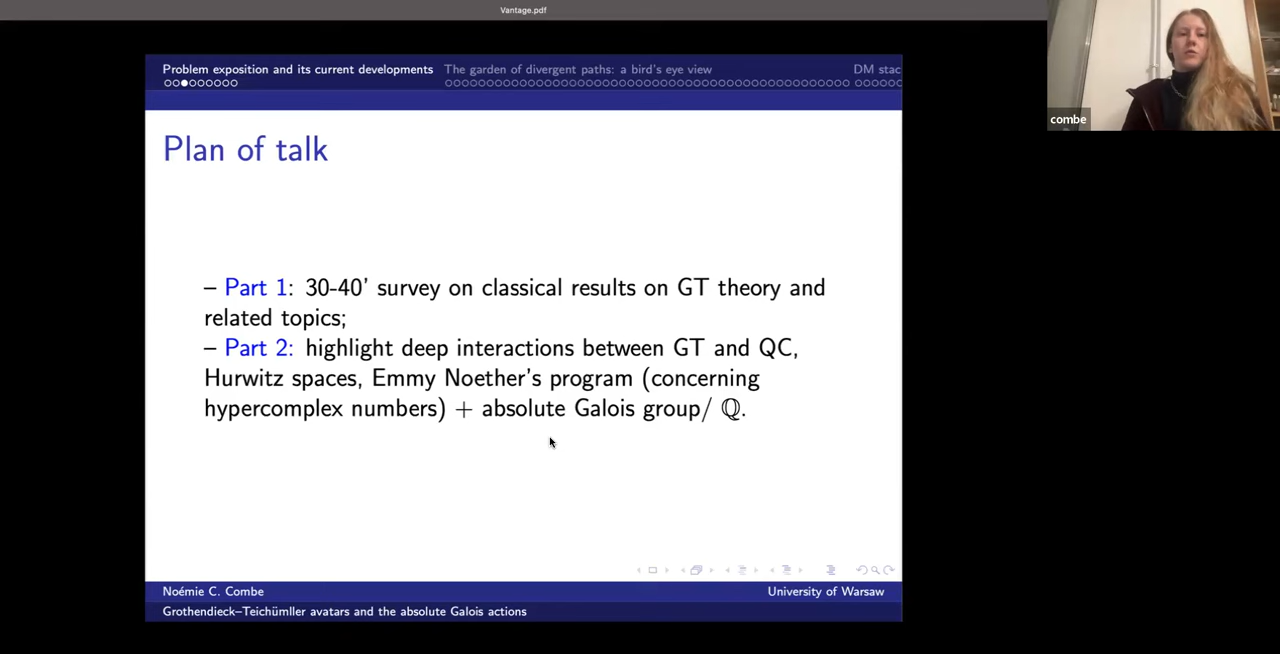 Vantage.pdf
combe
Problem exposition and its current developments
The garden of divergent paths: a bird's eye view
DM stac
Plan of talk
– Part 1: 30-40' survey on classical results on GT theory and
related topics;
– Part 2: highlight deep interactions between GT and QC,
Hurwitz spaces, Emmy Noether's program (concerning
hypercomplex numbers) + absolute Galois group/ ℚ.
Noémie C. Combe
University of Warsaw
Grothendieck–Teichümller avatars and the absolute Galois actions